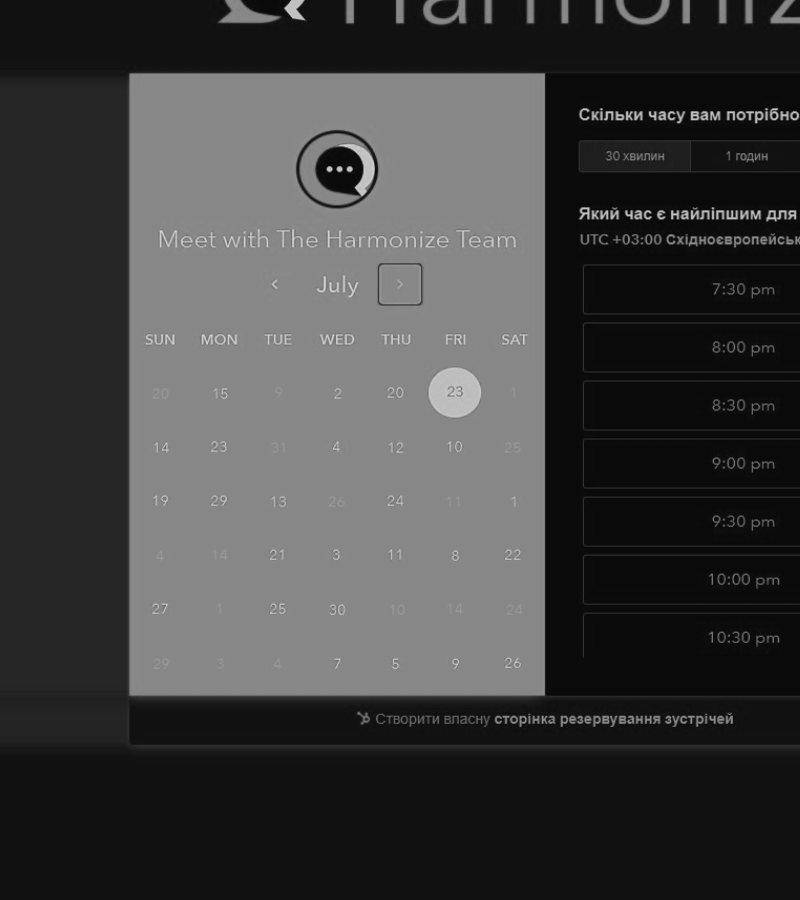 Harmoniz
Meet with The Harmonize Team
July
SUN MON TUE WED THU FRI SAT
20 15 9 2 20 23 1
14 23 31 4 12 10 25
19 29 13 26 24 11 1
4 14 21 3 11 8 22
27 1 25 30 10 14 24
29 3 4 7 5 9 26
Скільки часу вам потрібно
30 хвилин 1 годин
Який час є найліпшим для
UTC +03:00 Східноєвропейськ
7:30 pm
8:00 pm
8:30 pm
9:00 pm
9:30 pm
10:00 pm
10:30 pm
Створити власну сторінка резервування зустрічей